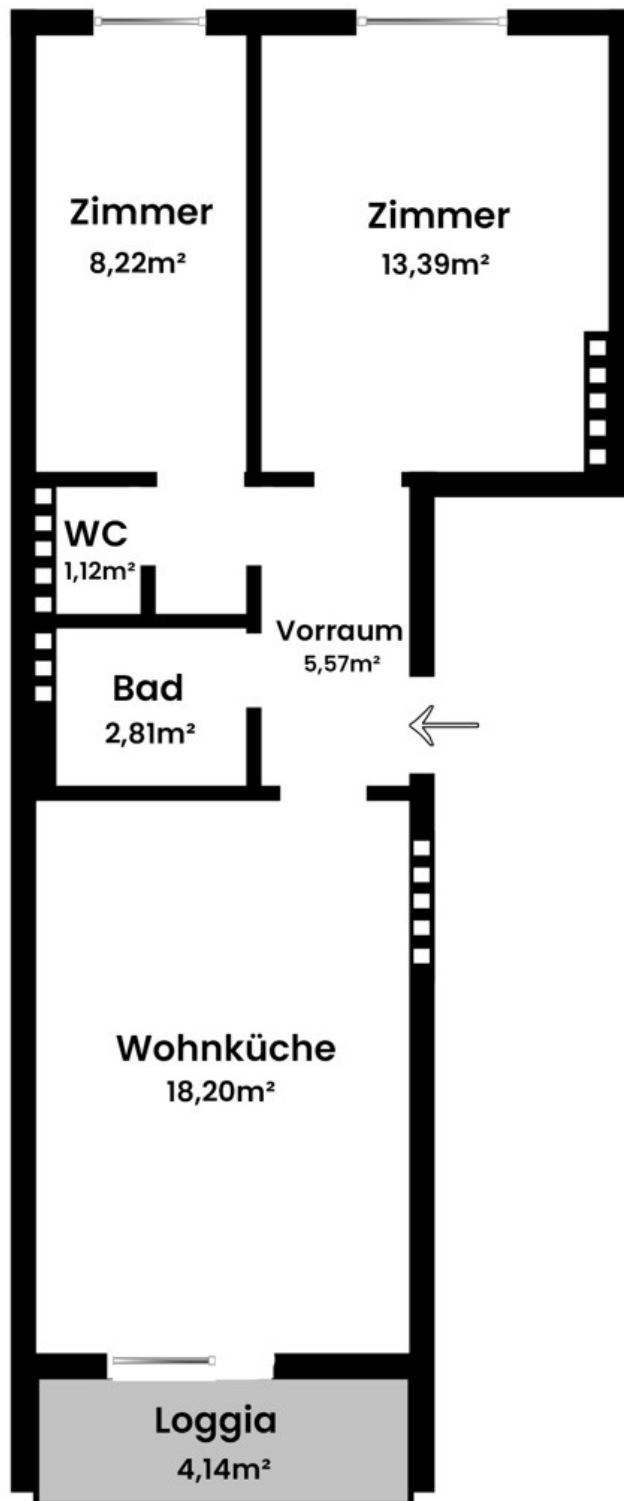 Zimmer
8,22m²
Zimmer
13,39m²
WC
1,12m²
Vorraum
5,57m²
Bad
2,81m²
Wohnküche
18,20m²
Loggia
4,14m²